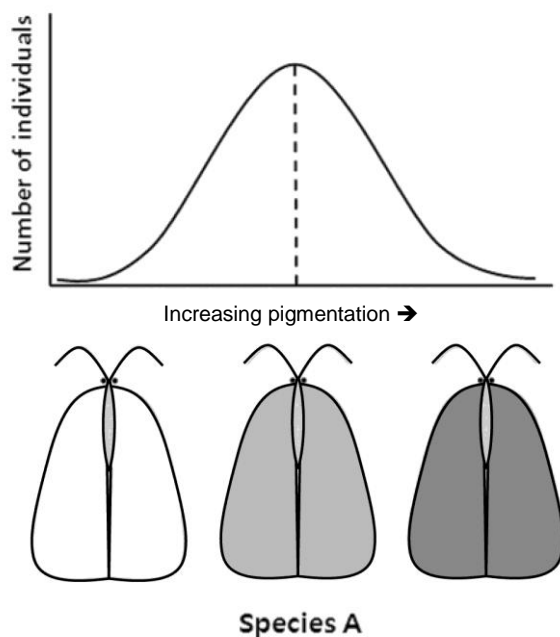 Number of individuals
Increasing pigmentation ➔
Species A